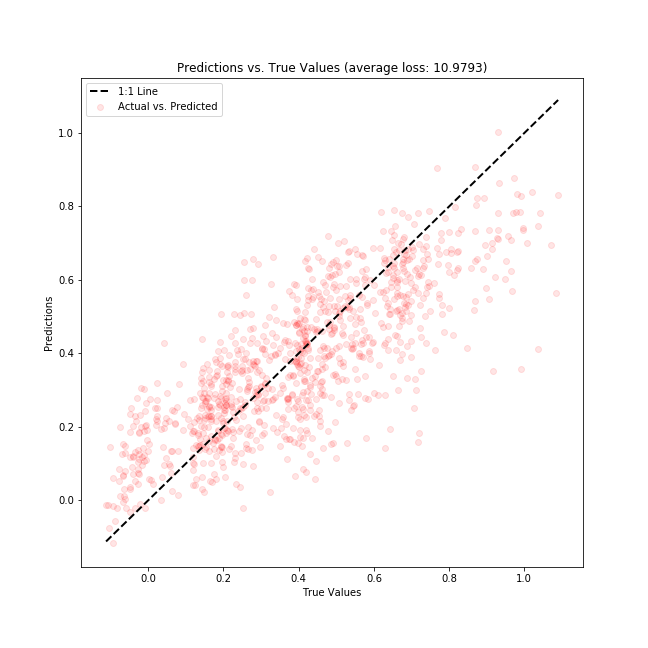 Predictions vs. True Values (average loss: 10.9793)
1:1 Line
Actual vs. Predicted
1.0
0.8
0.6
0.4
0.2
0.0
Predictions
0.0 0.2 0.4 0.6 0.8 1.0
True Values